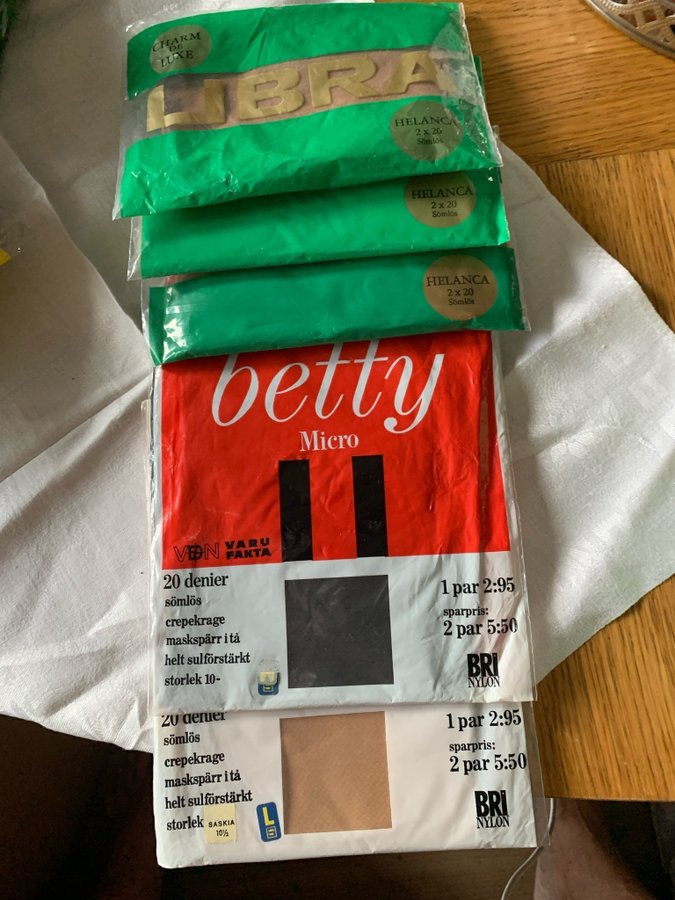 CHARM
DE
LUXE
LIBRA
HELANCA
2 x 20
Sömlös
HELANCA
2 x 20
Sömlös
HELANCA
2 x 20
Sömlös
betty
Micro
VDN VARU
FAKTA
20 denier
sömlös
crepekrage
maskspärr i tå
helt sulförstärkt
storlek 10-
1 par 2:95
sparpris:
2 par 5:50
BRI
NYLON
20 denier
sömlös
crepekrage
maskspärr i tå
helt sulförstärkt
storlek
SASKIA
10½
L
1 par 2:95
sparpris:
2 par 5:50
BRI
NYLON